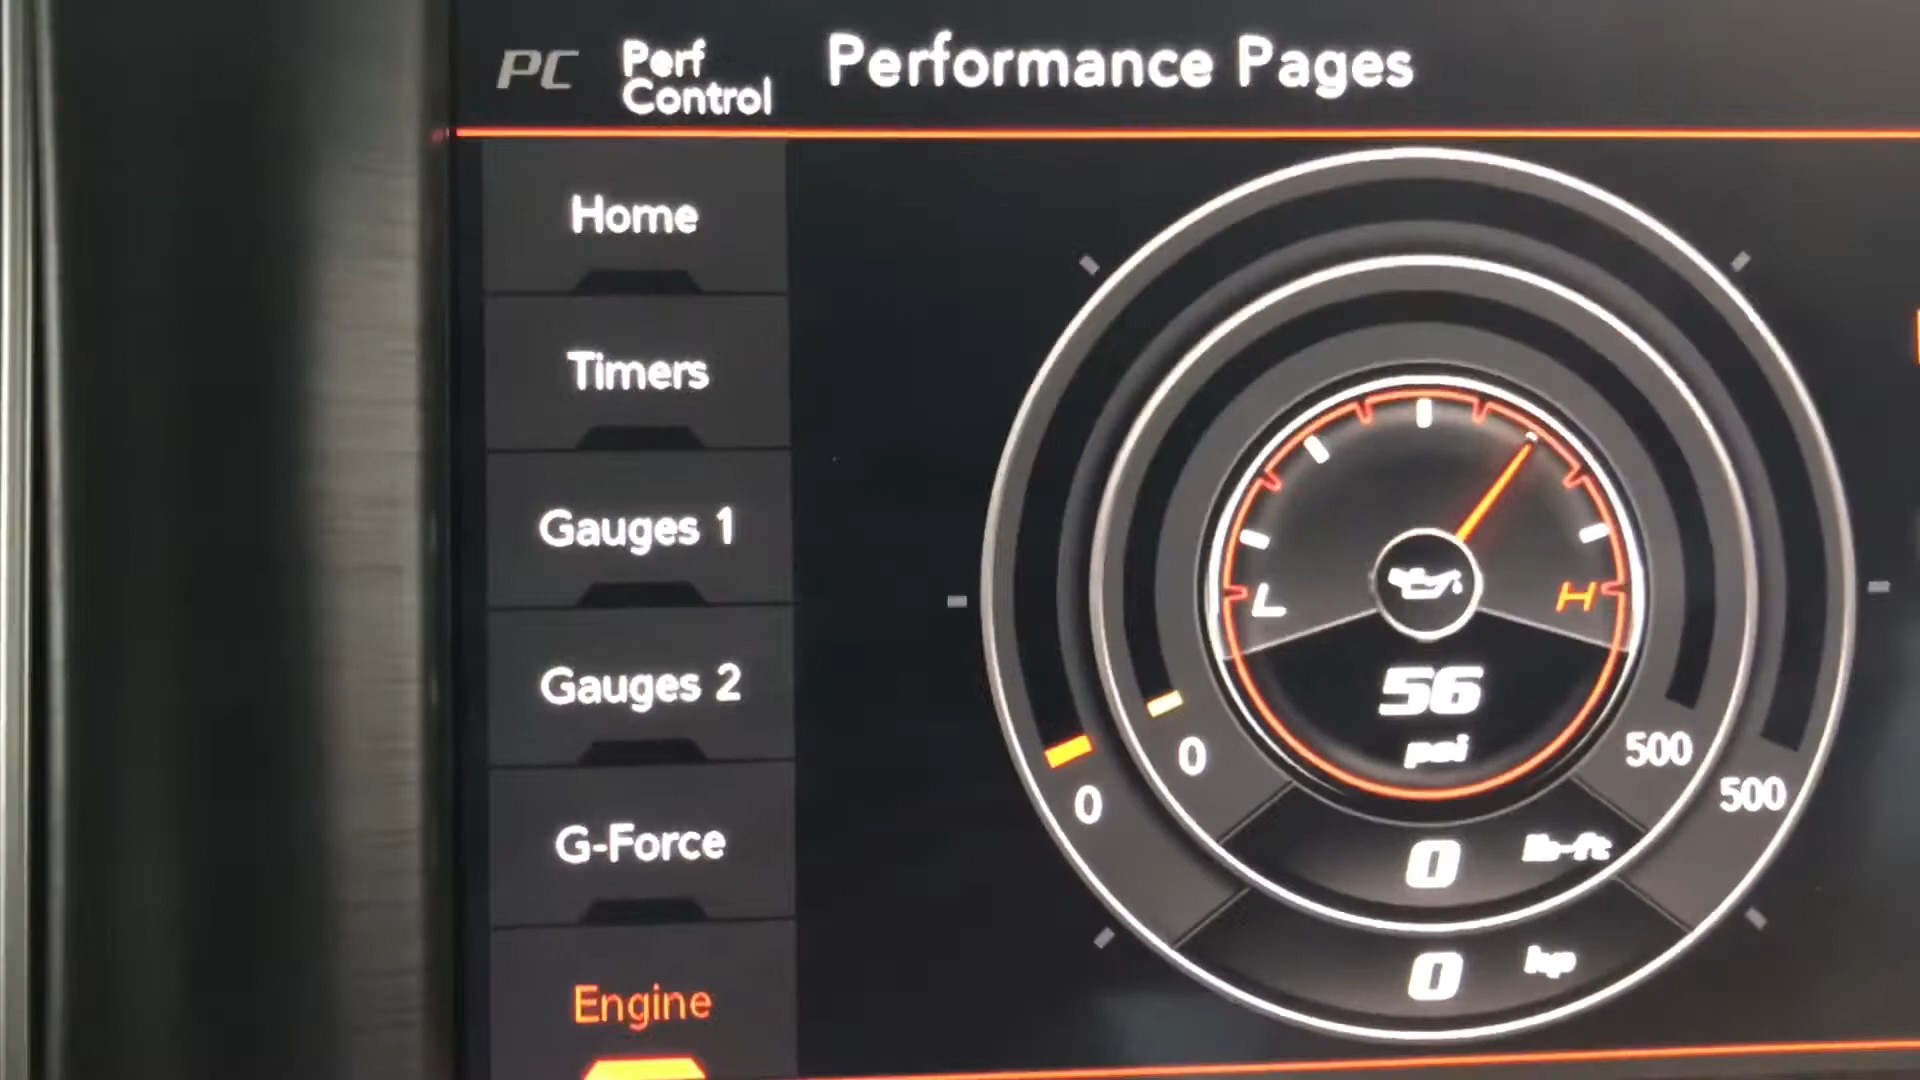 PC
Perf
Control
Performance Pages
Home
Timers
Gauges 1
Gauges 2
G-Force
Engine
L
H
56
psi
0
0
500
500
0 lb-ft
0 hp